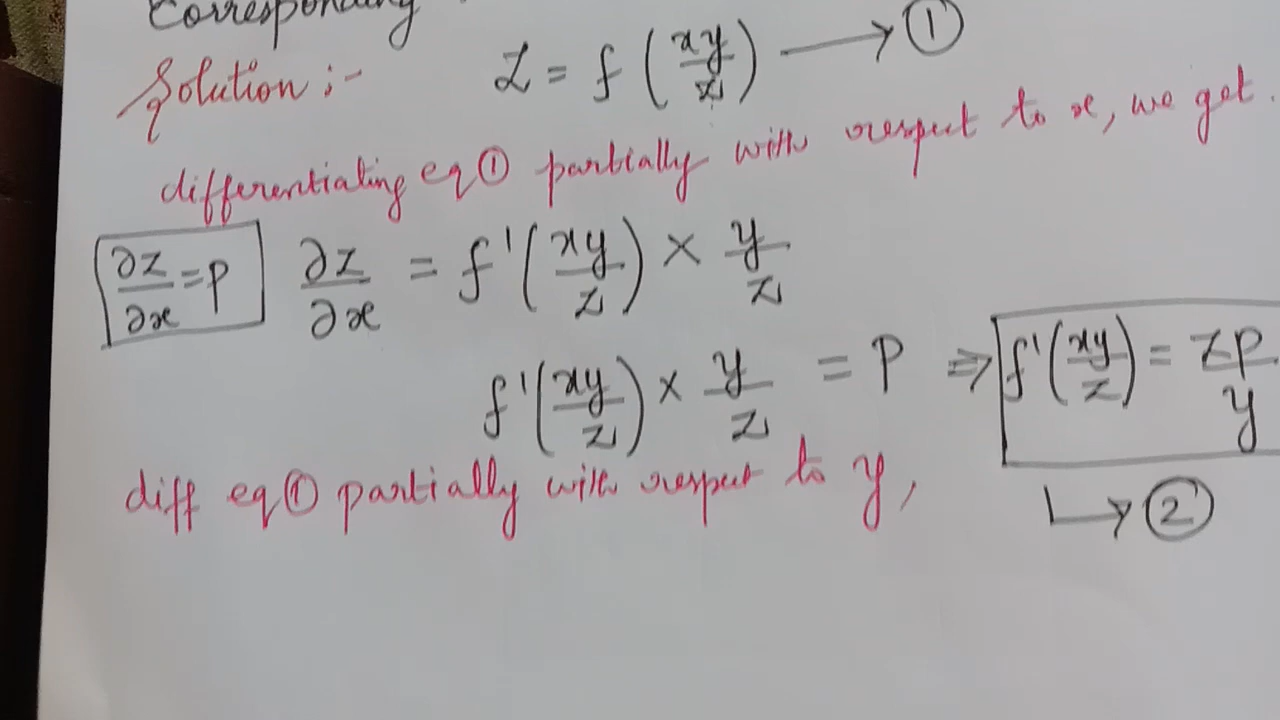 Corresponding
Solution :- Z = f (xy/z) → ①
differentiating eq ① partially with respect to x, we get.
∂z/∂x = P ∂z/∂x = f' (xy/z) × y/z
f' (xy/z) × y/z = P ⇒ f' (xy/z) = ZP/y
→ ②
diff eq ① partially with respect to y,